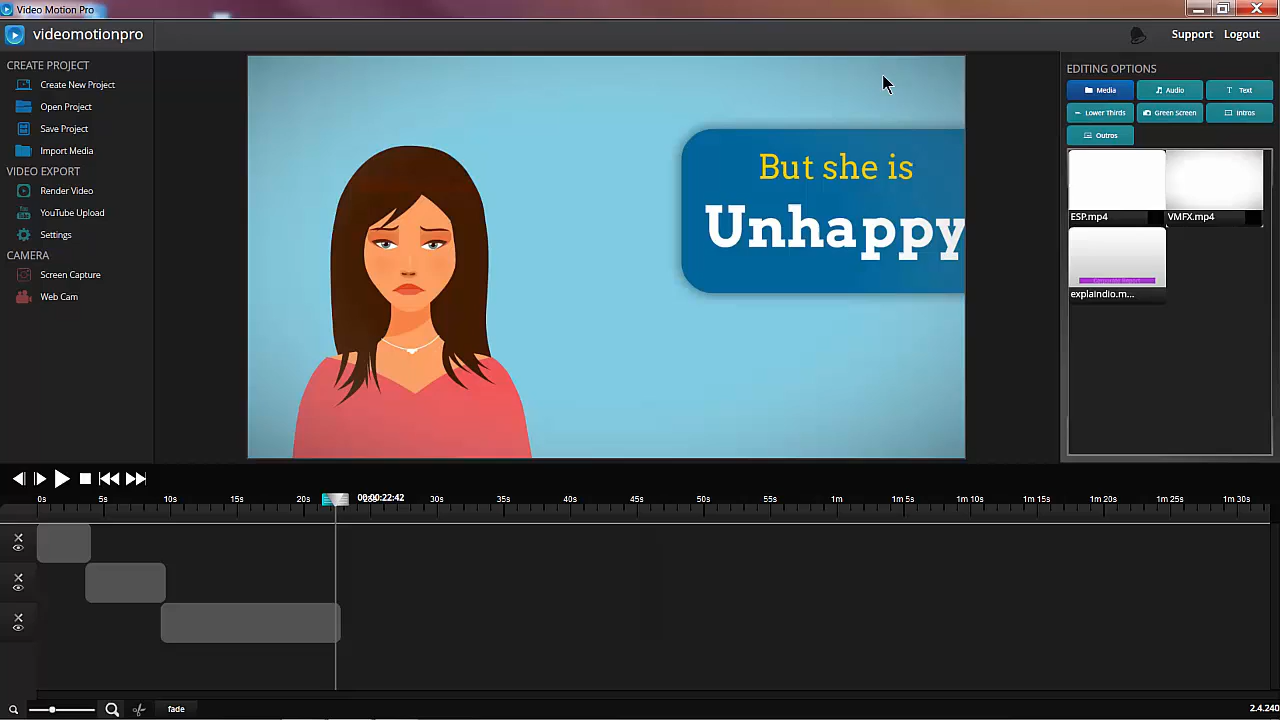 Video Motion Pro
videomotionpro
Support Logout
CREATE PROJECT
Create New Project
Open Project
Save Project
Import Media
VIDEO EXPORT
Render Video
YouTube Upload
Settings
CAMERA
Screen Capture
Web Cam
But she is
Unhappy
EDITING OPTIONS
Media Audio Text
Lower Thirds Green Screen Intros
Outros
ESP.mp4 VMFX.mp4
Corporate Report
explaindio.m...
0s 5s 10s 15s 20s 00:00:22:42 30s 35s 40s 45s 50s 55s 1m 1m 5s 1m 10s 1m 15s 1m 20s 1m 25s 1m 30s
fade
2.4.240